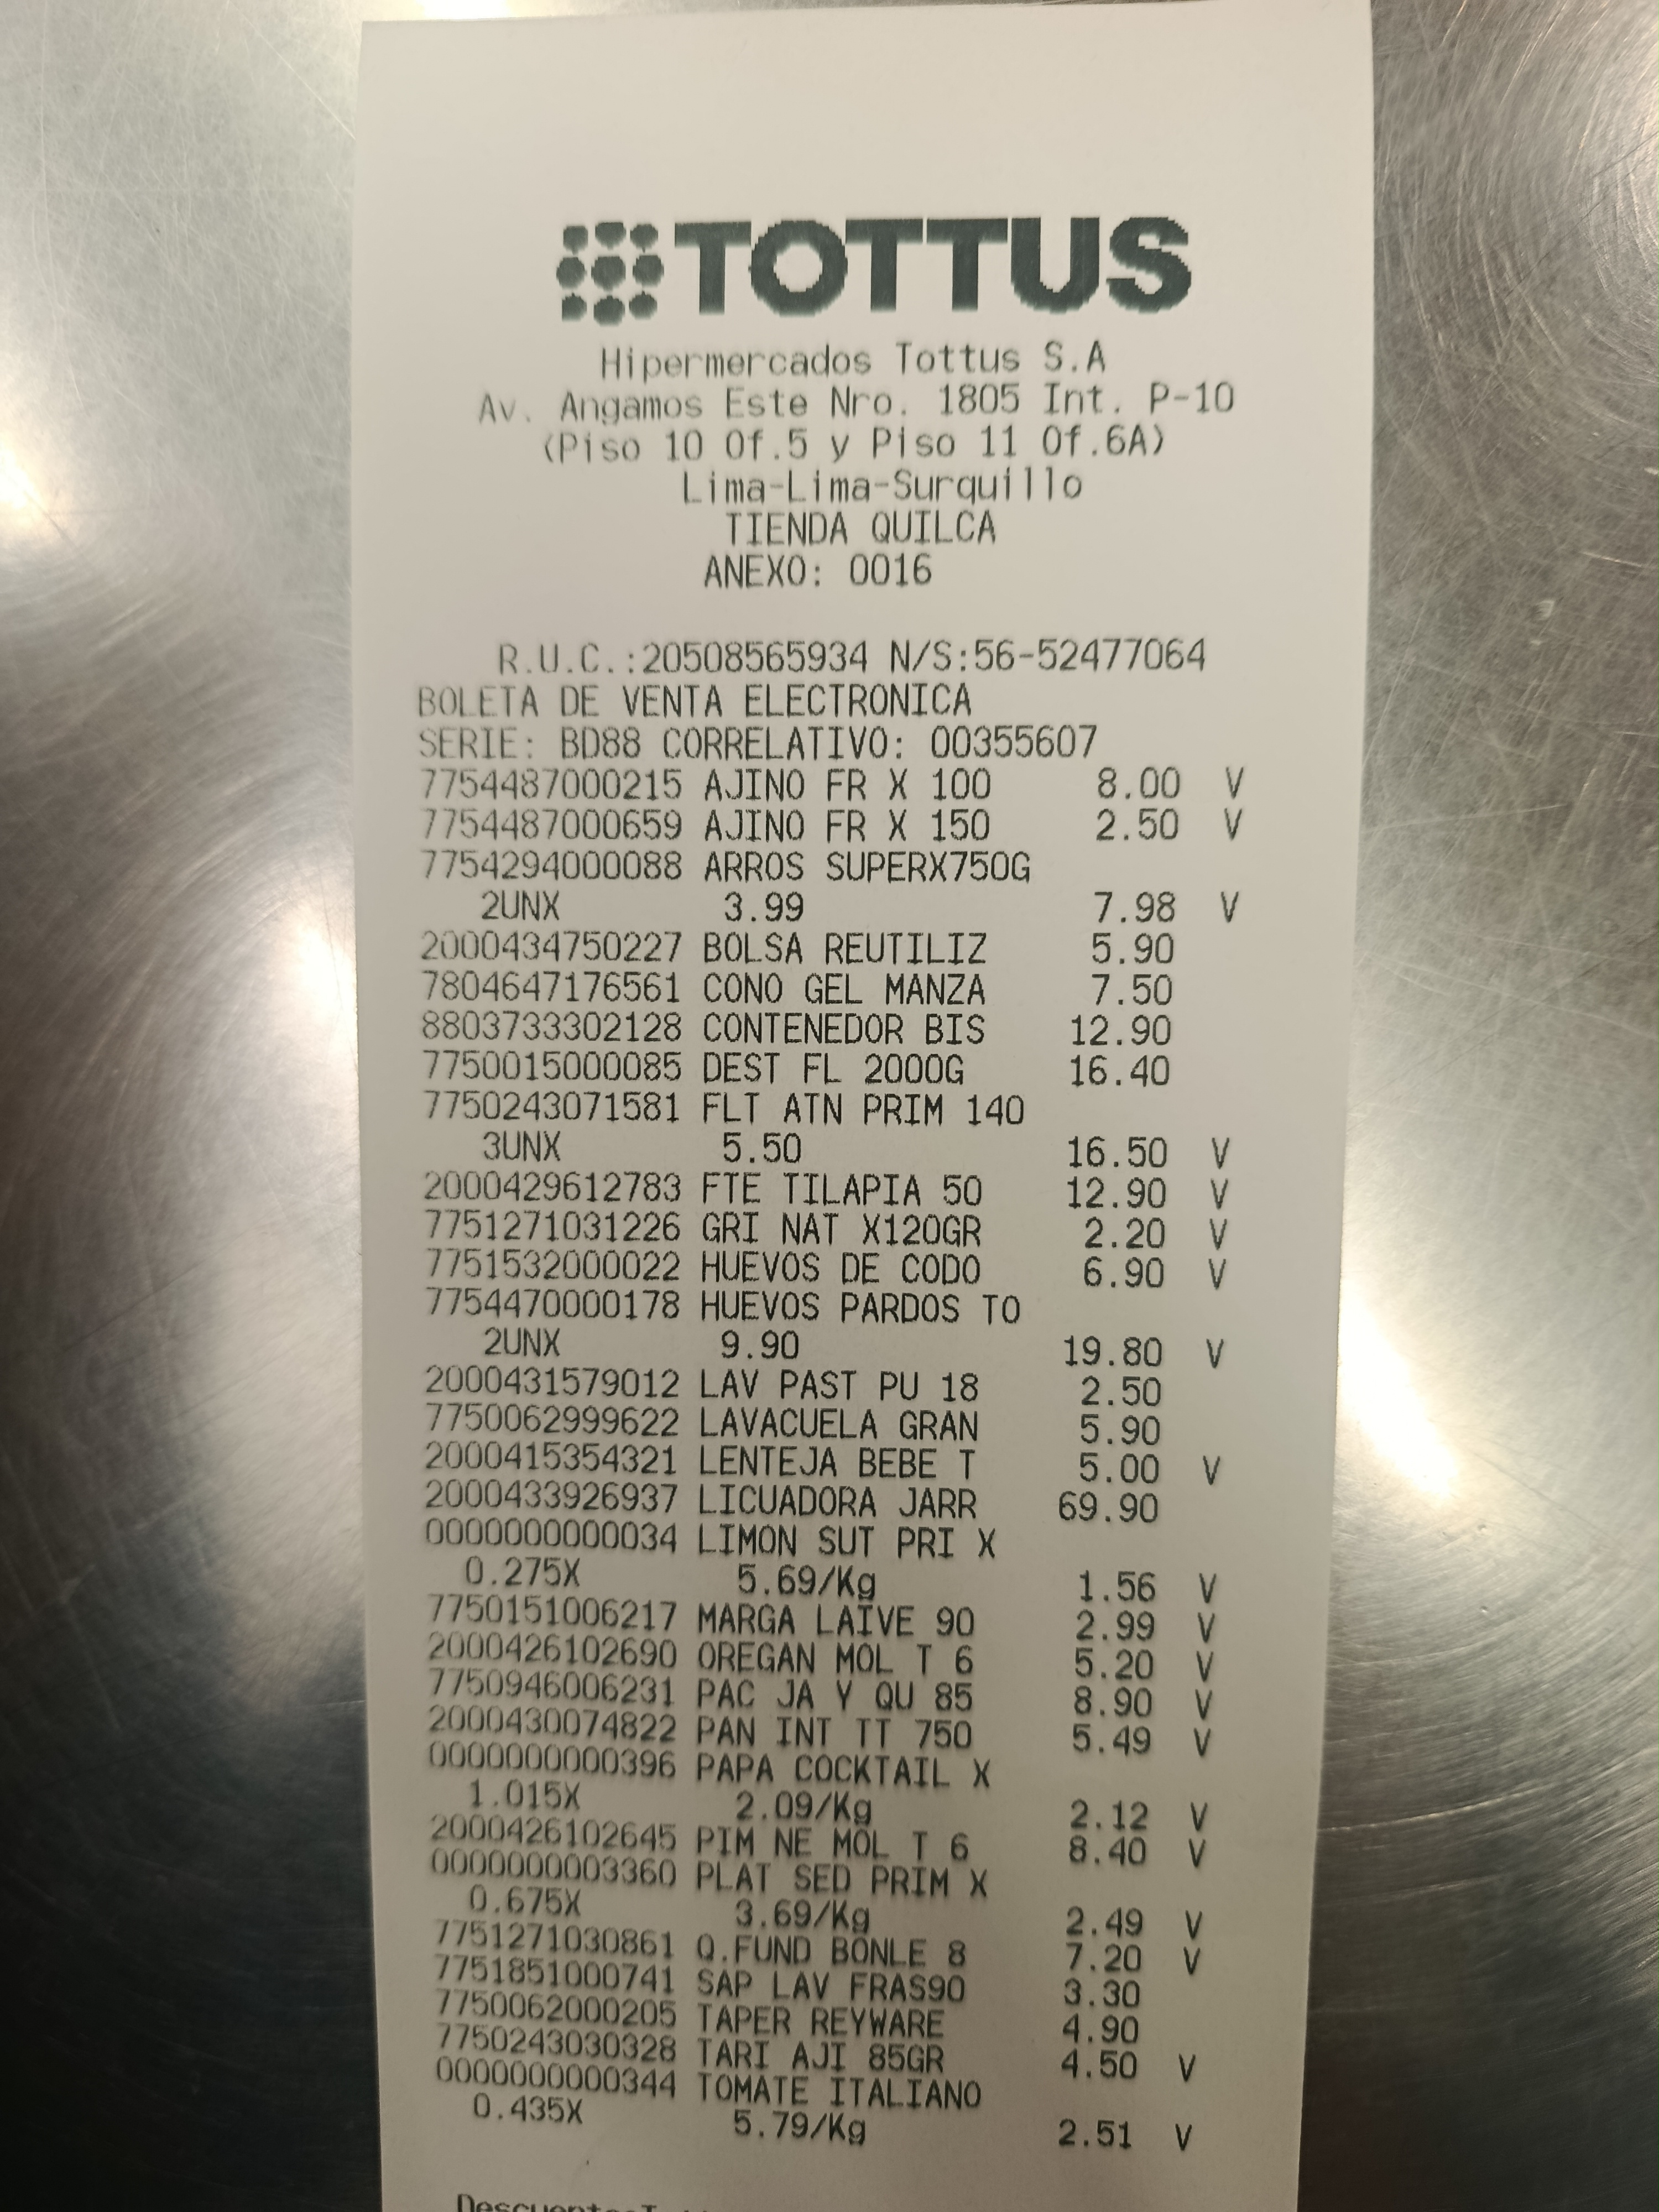 TOTTUS
Hipermercados Tottus S.A
Av. Angamos Este Nro. 1805 Int. P-10
(Piso 10 Of.5 y Piso 11 Of.6A)
Lima-Lima-Surquillo
TIENDA QUILCA
ANEXO: 0016
R.U.C.:20508565934 N/S:56-52477064
BOLETA DE VENTA ELECTRONICA
SERIE: BD88 CORRELATIVO: 00355607
7754487000215 AJINO FR X 100 8.00 V
7754487000659 AJINO FR X 150 2.50 V
7754294000088 ARROS SUPERX750G
2UNX 3.99 7.98 V
2000434750227 BOLSA REUTILIZ 5.90
7804647176561 CONO GEL MANZA 7.50
8803733302128 CONTENEDOR BIS 12.90
7750015000085 DEST FL 2000G 16.40
7750243071581 FLT ATN PRIM 140
3UNX 5.50 16.50 V
2000429612783 FTE TILAPIA 50 12.90 V
7751271031226 GRI NAT X120GR 2.20 V
7751532000022 HUEVOS DE CODO 6.90 V
7754470000178 HUEVOS PARDOS TO
2UNX 9.90 19.80 V
2000431579012 LAV PAST PU 18 2.50
7750062999622 LAVACUELA GRAN 5.90
2000415354321 LENTEJA BEBE T 5.00 V
2000433926937 LICUADORA JARR 69.90
0000000000034 LIMON SUT PRI X
0.275X 5.69/Kg 1.56 V
7750151006217 MARGA LAIVE 90 2.99 V
2000426102690 OREGAN MOL T 6 5.20 V
7750946006231 PAC JA Y QU 85 8.90 V
2000430074822 PAN INT TT 750 5.49 V
0000000000396 PAPA COCKTAIL X
1.015X 2.09/Kg 2.12 V
2000426102645 PIM NE MOL T 6 8.40 V
0000000003360 PLAT SED PRIM X
0.675X 3.69/Kg 2.49 V
7751271030861 Q.FUND BONLE 8 7.20 V
7751851000741 SAP LAV FRAS90 3.30
7750062000205 TAPER REYWARE 4.90
7750243030328 TARI AJI 85GR 4.50 V
0000000000344 TOMATE ITALIANO
0.435X 5.79/Kg 2.51 V